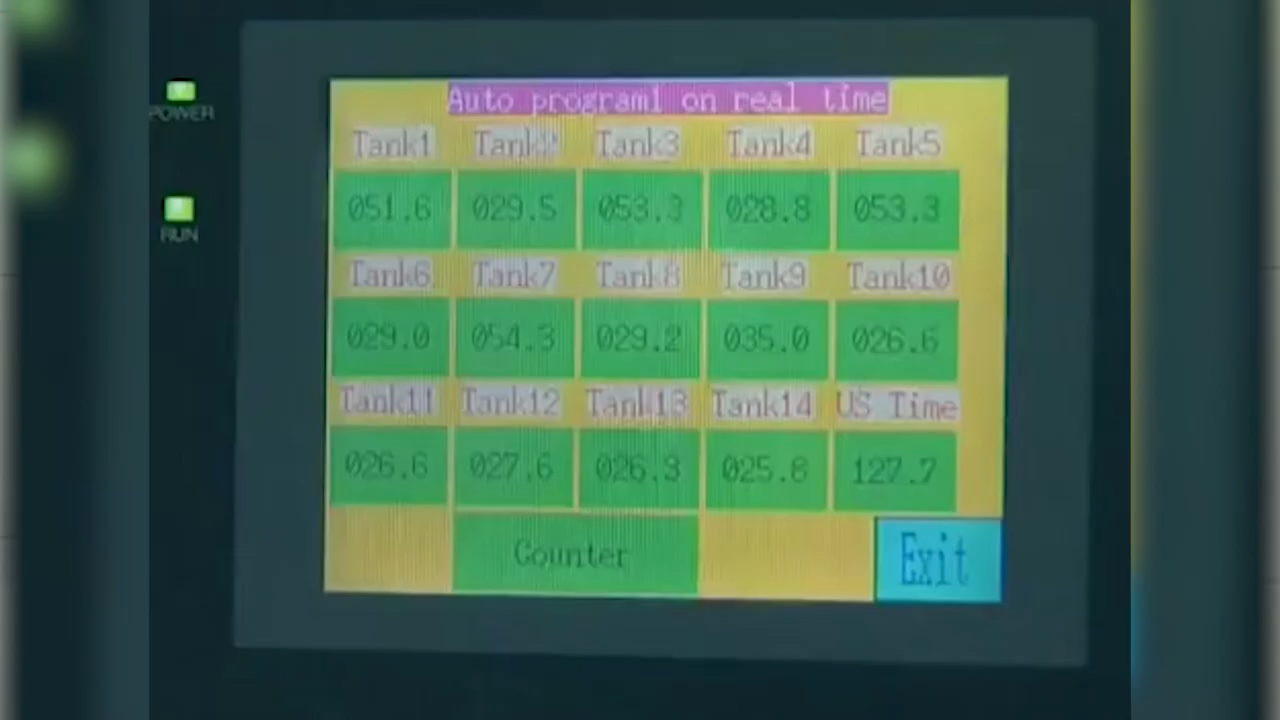 Auto program1 on real time
POWER
Tank1 Tank2 Tank3 Tank4 Tank5
051.6 029.5 053.3 028.8 053.3
RUN
Tank6 Tank7 Tank8 Tank9 Tank10
029.0 054.3 029.2 035.0 026.6
Tank11 Tank12 Tank13 Tank14 US Time
026.6 027.6 026.3 025.8 127.7
Counter
Exit